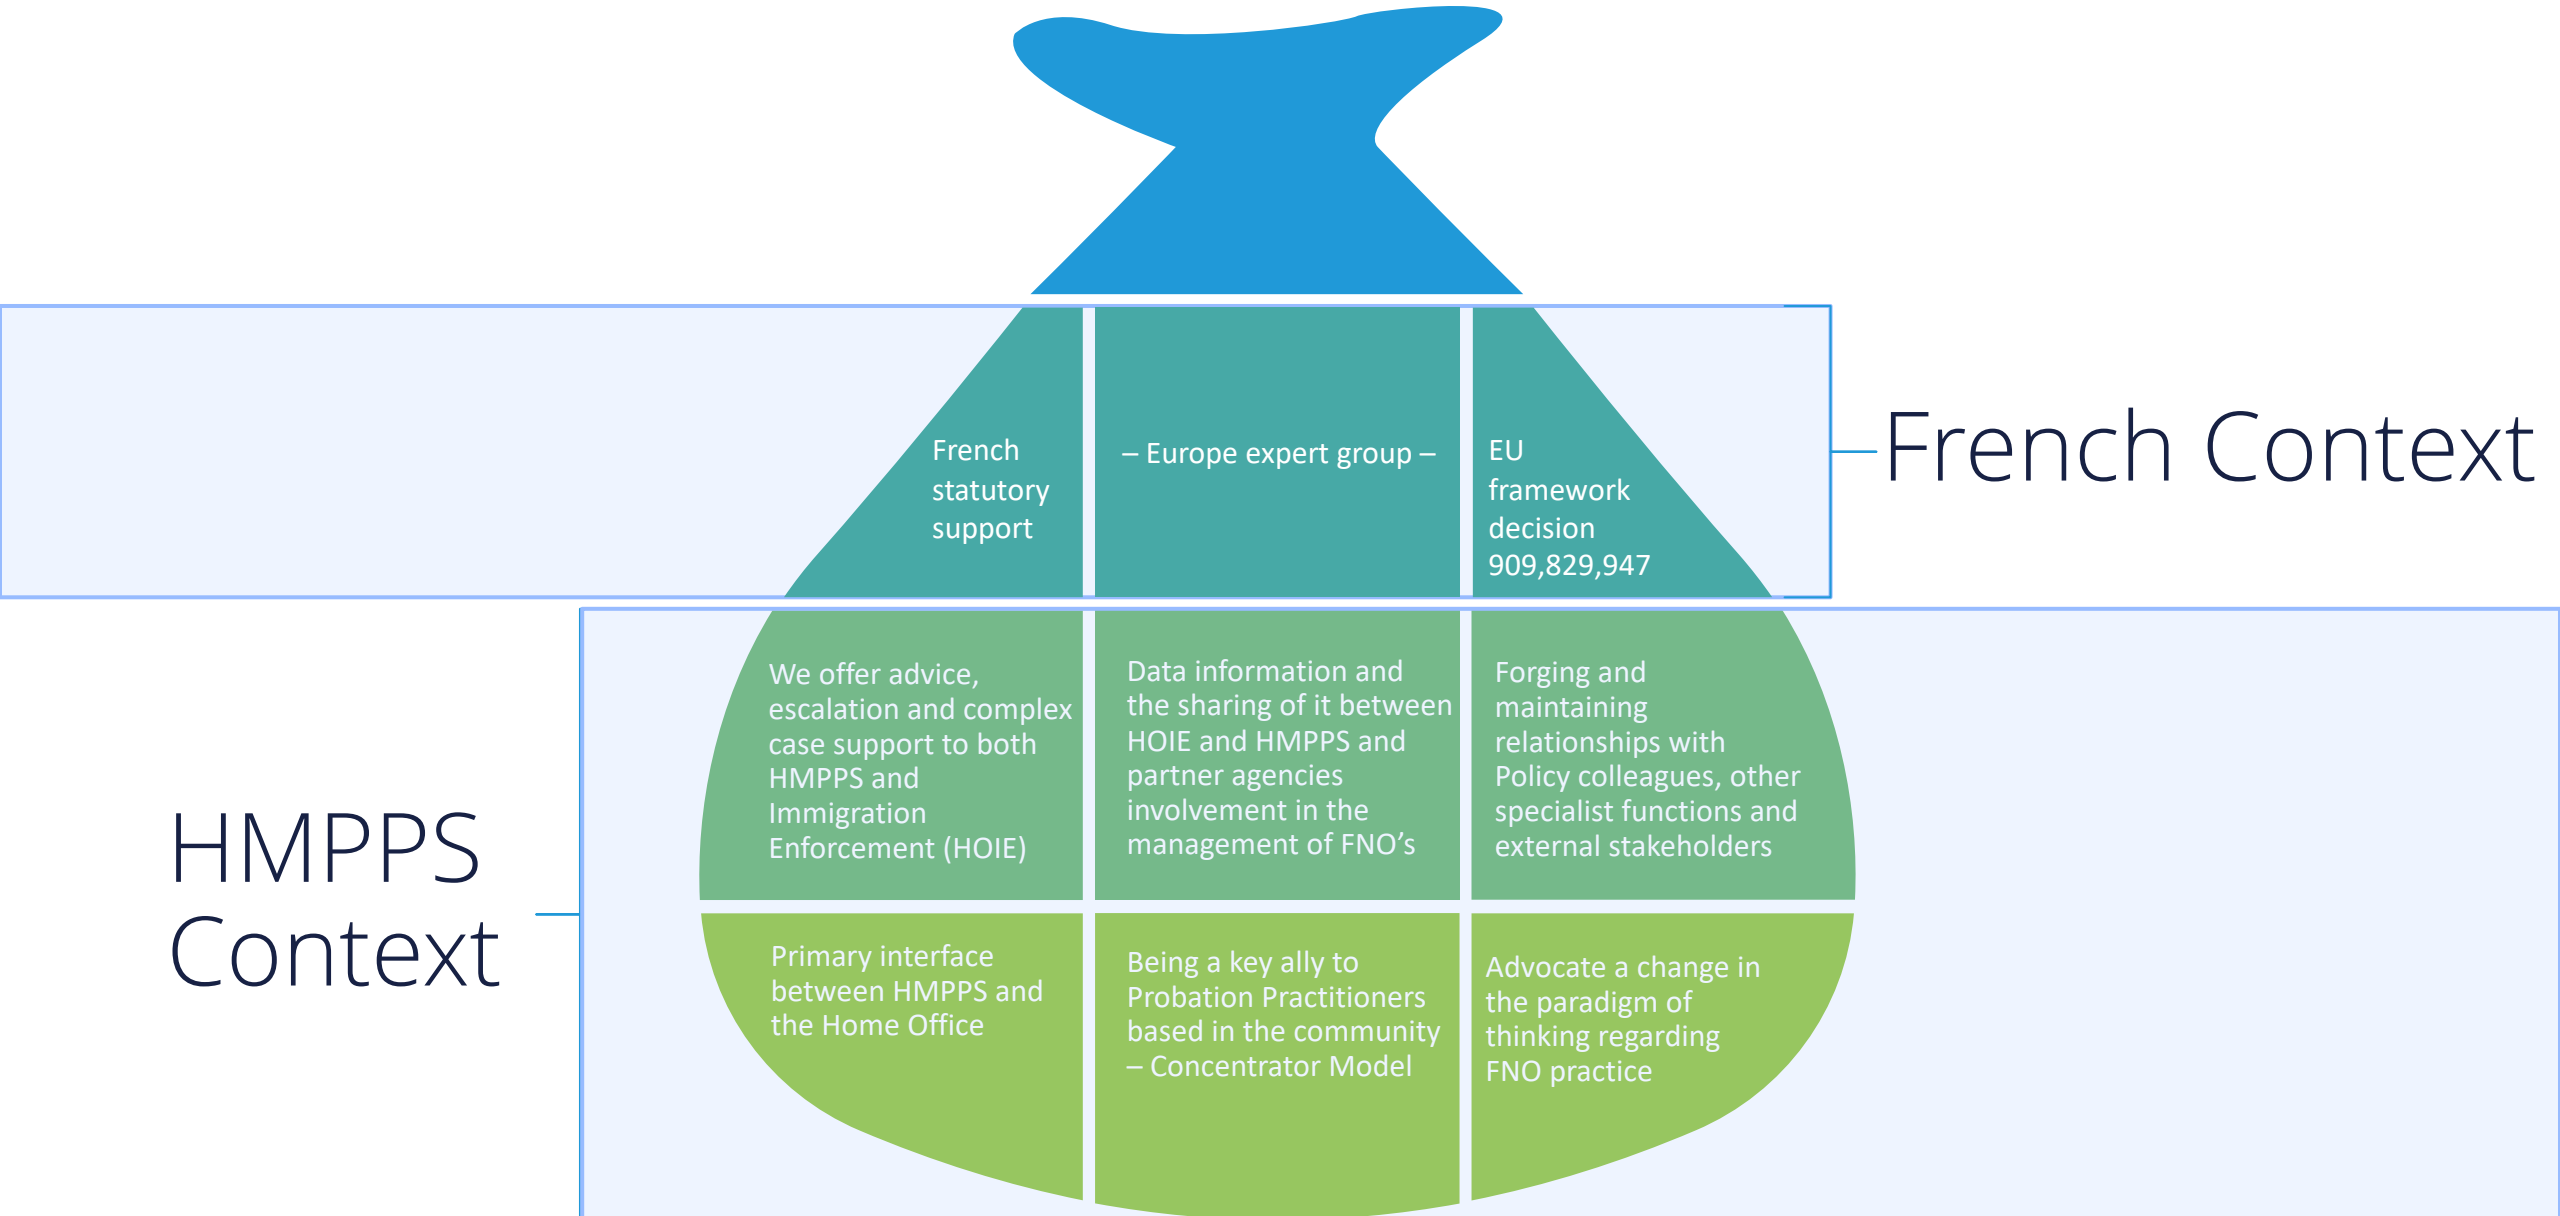 French
statutory
support
– Europe expert group –
EU
framework
decision
909,829,947
French Context
We offer advice,
escalation and complex
case support to both
HMPPS and
Immigration
Enforcement (HOIE)
Data information and
the sharing of it between
HOIE and HMPPS and
partner agencies
involvement in the
management of FNO’s
Forging and
maintaining
relationships with
Policy colleagues, other
specialist functions and
external stakeholders
HMPPS
Context
Primary interface
between HMPPS and
the Home Office
Being a key ally to
Probation Practitioners
based in the community
– Concentrator Model
Advocate a change in
the paradigm of
thinking regarding
FNO practice